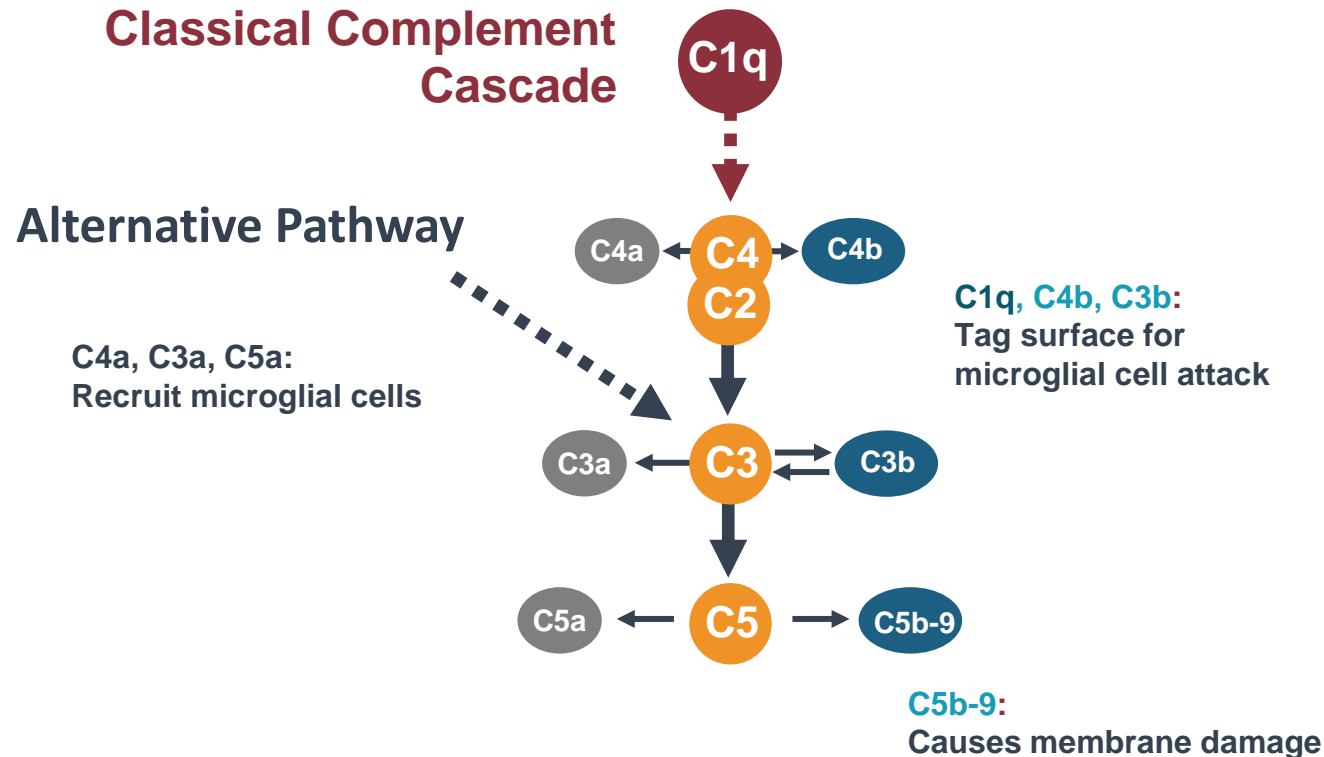 Classical Complement
Cascade
C1q
Alternative Pathway
C4a
C4
C4b
C2
C1q, C4b, C3b:
Tag surface for
microglial cell attack
C4a, C3a, C5a:
Recruit microglial cells
C3a
C3
C3b
C5a
C5
C5b-9
C5b-9:
Causes membrane damage